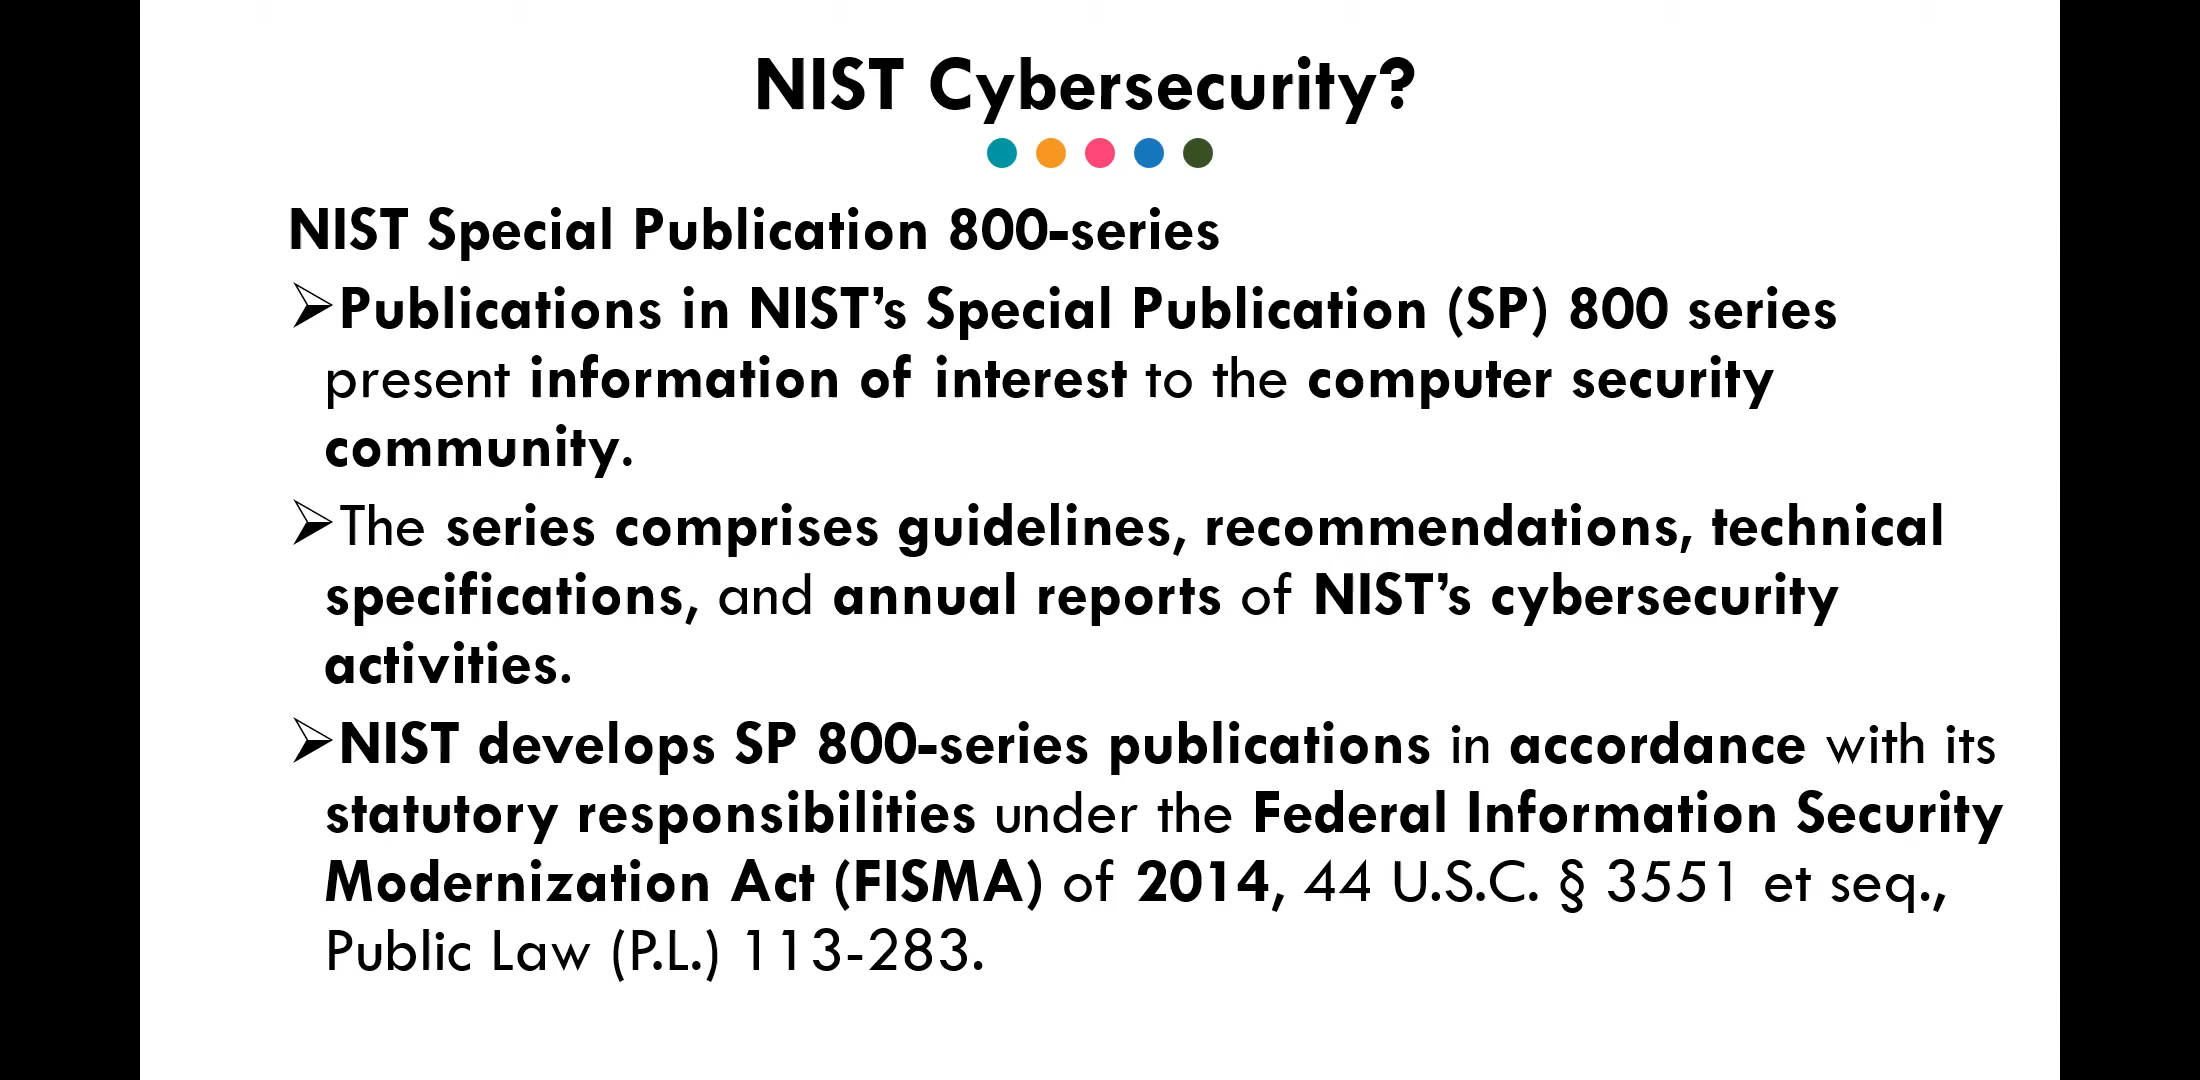 NIST Cybersecurity?
NIST Special Publication 800-series
➢Publications in NIST’s Special Publication (SP) 800 series
present information of interest to the computer security
community.
➢The series comprises guidelines, recommendations, technical
specifications, and annual reports of NIST’s cybersecurity
activities.
➢NIST develops SP 800-series publications in accordance with its
statutory responsibilities under the Federal Information Security
Modernization Act (FISMA) of 2014, 44 U.S.C. § 3551 et seq.,
Public Law (P.L.) 113-283.